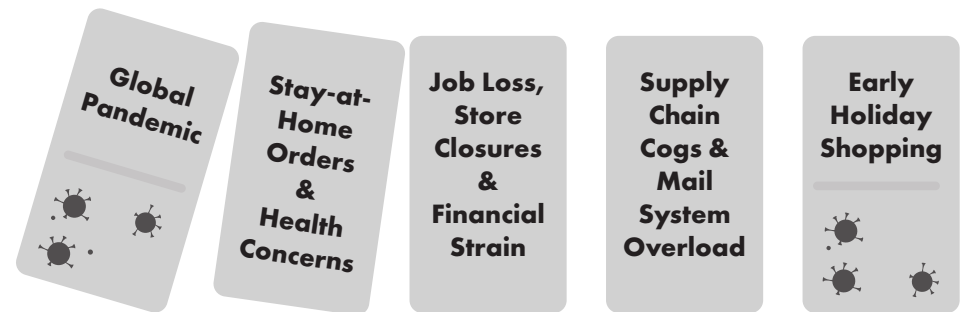 Global
Pandemic
Stay-at-
Home
Orders
&
Health
Concerns
Job Loss,
Store
Closures
&
Financial
Strain
Supply
Chain
Cogs &
Mail
System
Overload
Early
Holiday
Shopping